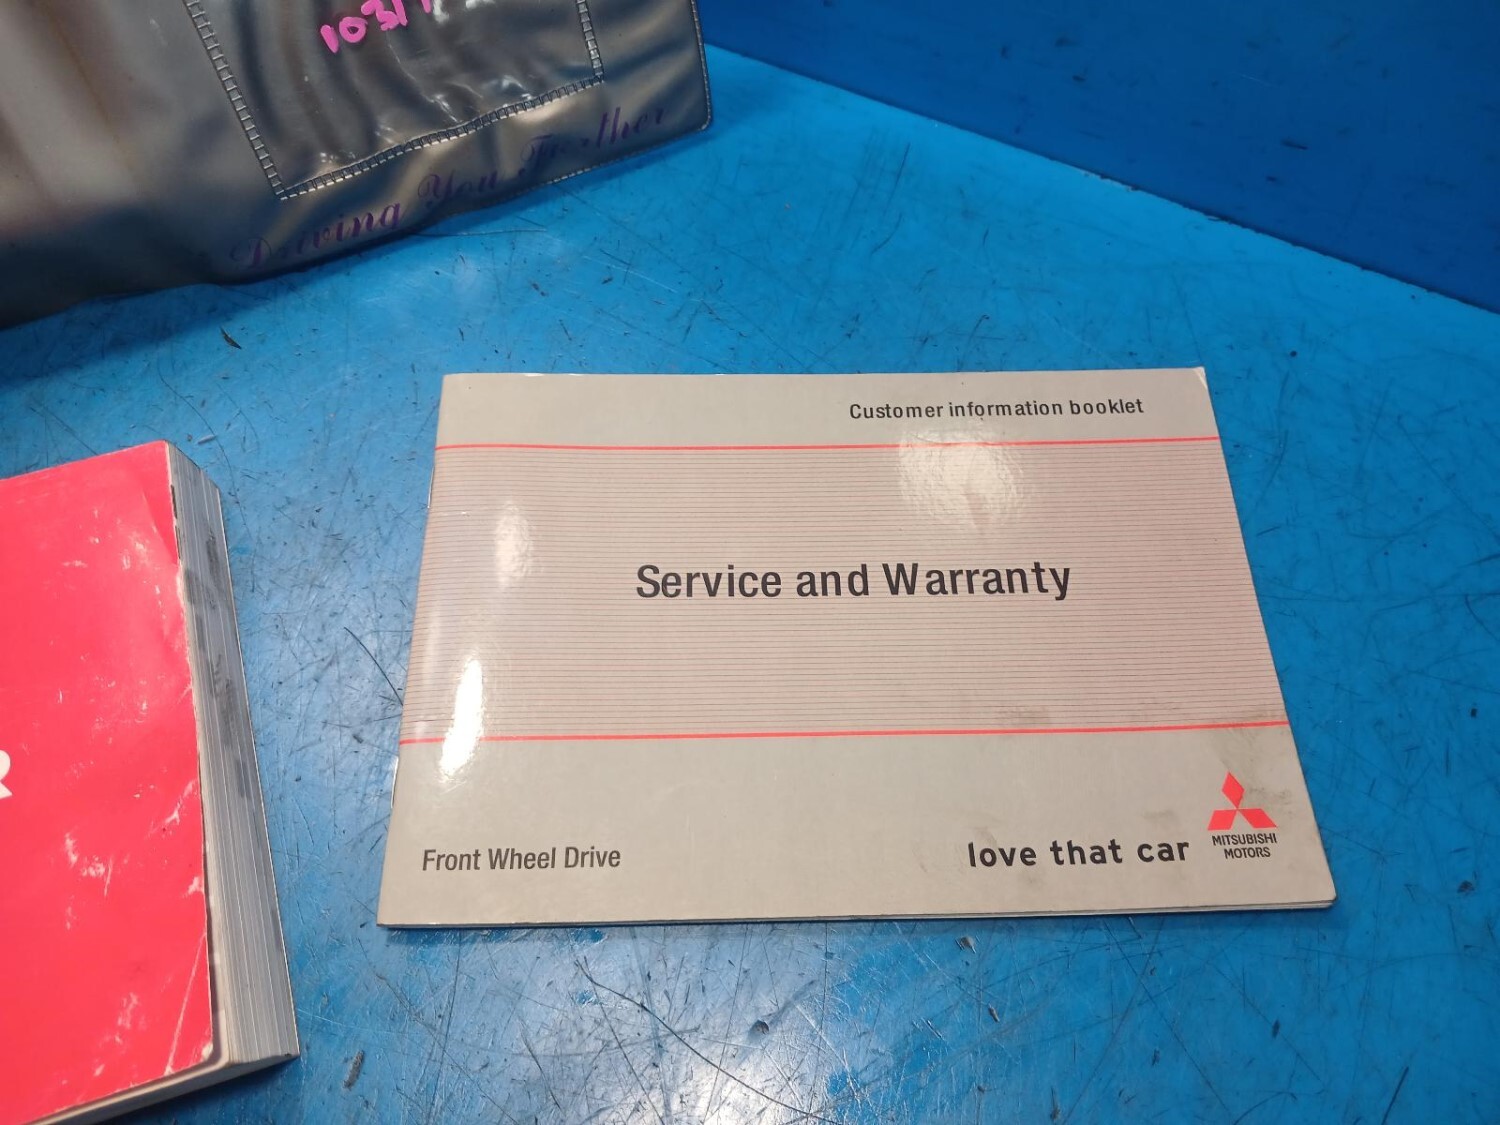 Driving You Further
Customer information booklet
Service and Warranty
Front Wheel Drive
love that car
MITSUBISHI
MOTORS
R